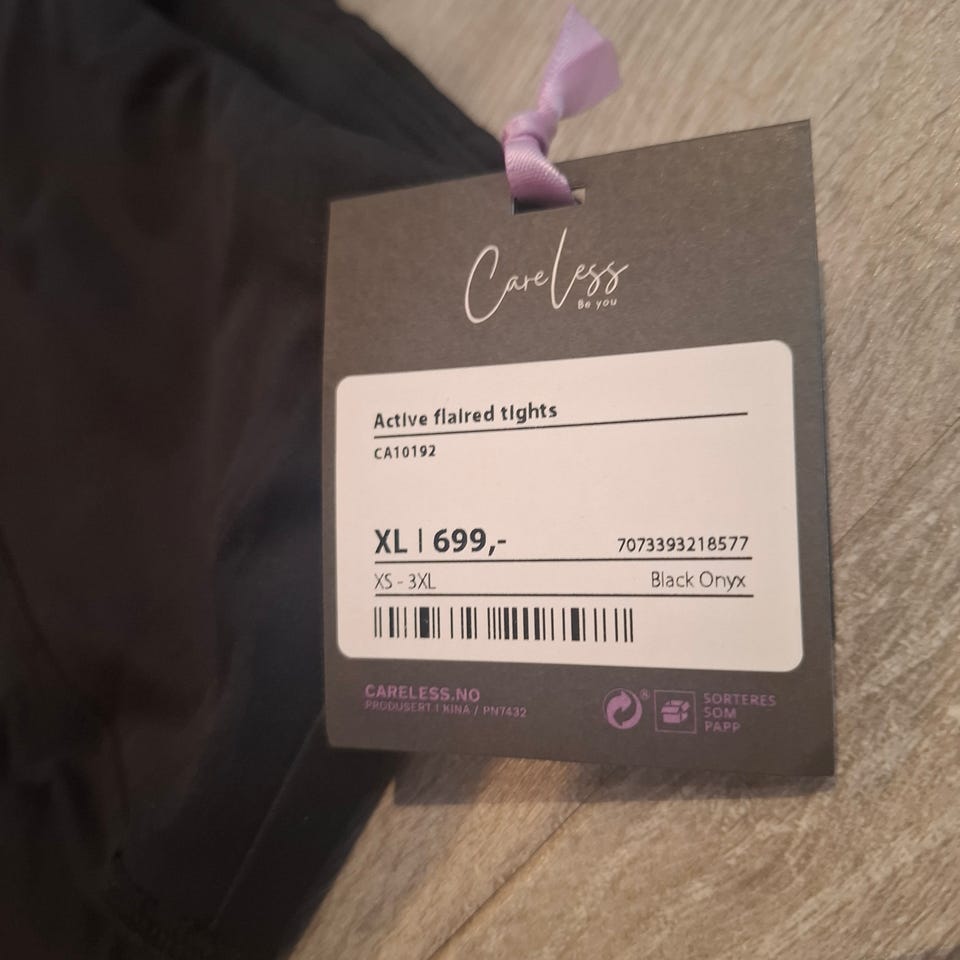 CareLess
Be you
Active flaired tights
CA10192
XL | 699,-
7073393218577
XS - 3XL
Black Onyx
CARELESS.NO
PRODUSERT I KINA / PN7432
®
SORTERES
SOM
PAPP